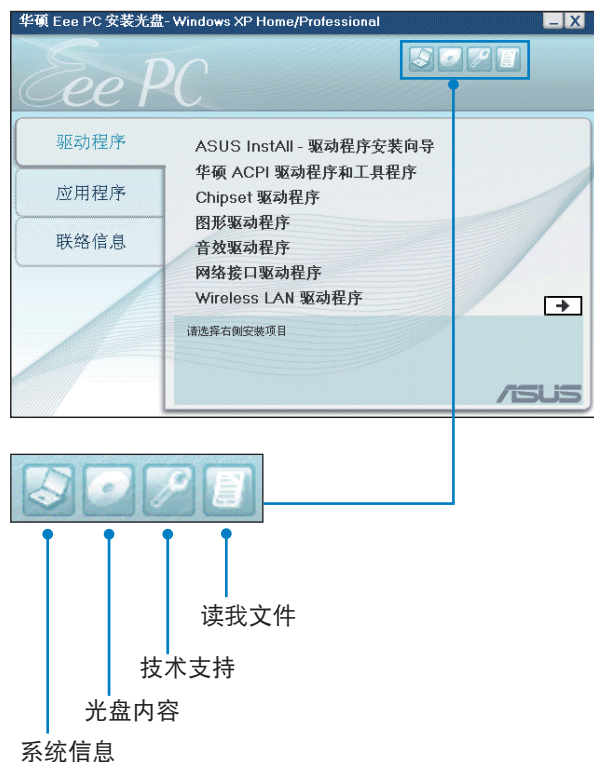 华硕 Eee PC 安装光盘- Windows XP Home/Professional
Eee PC
驱动程序
应用程序
联络信息
ASUS InstAll - 驱动程序安装向导
华硕 ACPI 驱动程序和工具程序
Chipset 驱动程序
图形驱动程序
音效驱动程序
网络接口驱动程序
Wireless LAN 驱动程序
请选择右侧安装项目
ASUS
读我文件
技术支持
光盘内容
系统信息